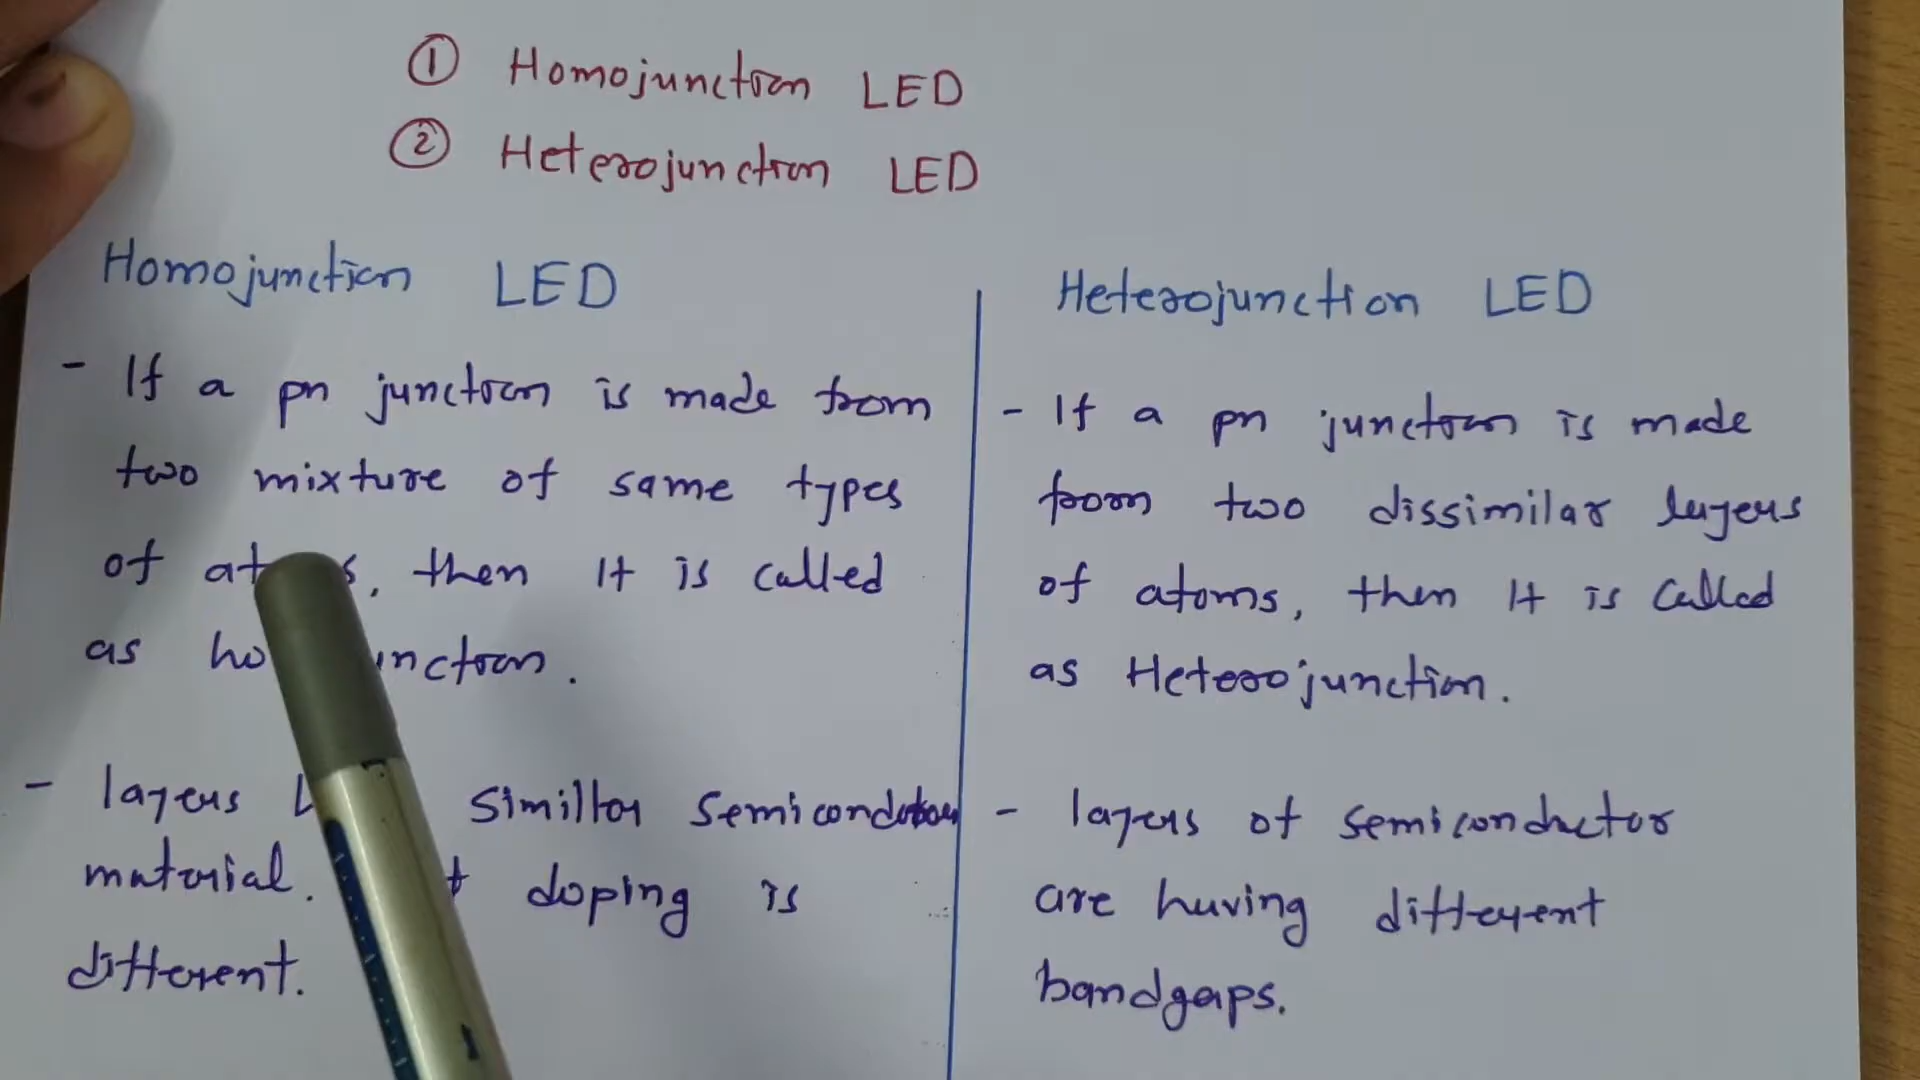 ① Homojunction LED
② Heterojunction LED
Homojunction LED
- If a pn junction is made from
two mixture of same types
of then it is called
as
- layers similar semiconductor
material. doping is
different.
Heterojunction LED
- If a pn junction is made
from two dissimilar layers
of atoms, then it is called
as Heterojunction.
- layers of semiconductor
are having different
bandgaps.